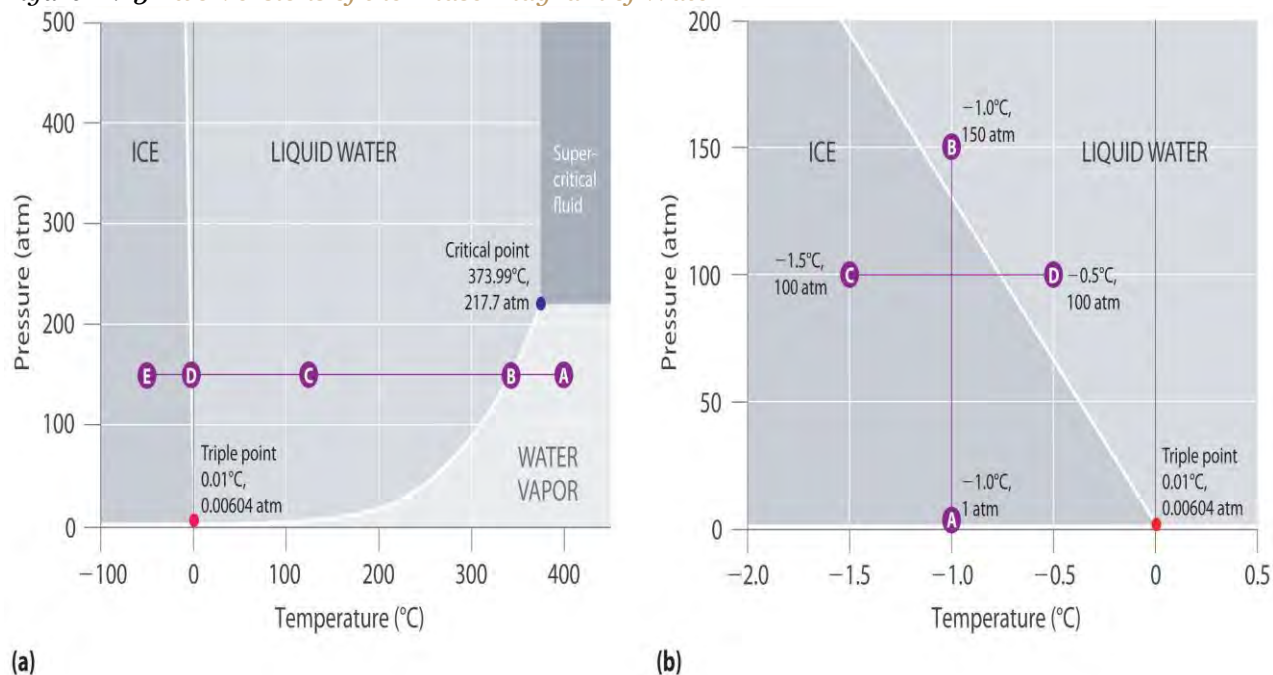 500
400
300
200
100
0
Pressure (atm)
ICE
LIQUID WATER
Super-
critical
fluid
Critical point
373.99°C,
217.7 atm
E
D
C
B
A
Triple point
0.01°C,
0.00604 atm
WATER
VAPOR
−100
0
100
200
300
400
Temperature (°C)
(a)
200
150
100
50
0
Pressure (atm)
−1.0°C,
150 atm
B
ICE
LIQUID WATER
−1.5°C,
100 atm
C
D
−0.5°C,
100 atm
−1.0°C,
1 atm
A
Triple point
0.01°C,
0.00604 atm
−2.0
−1.5
−1.0
−0.5
0
0.5
Temperature (°C)
(b)